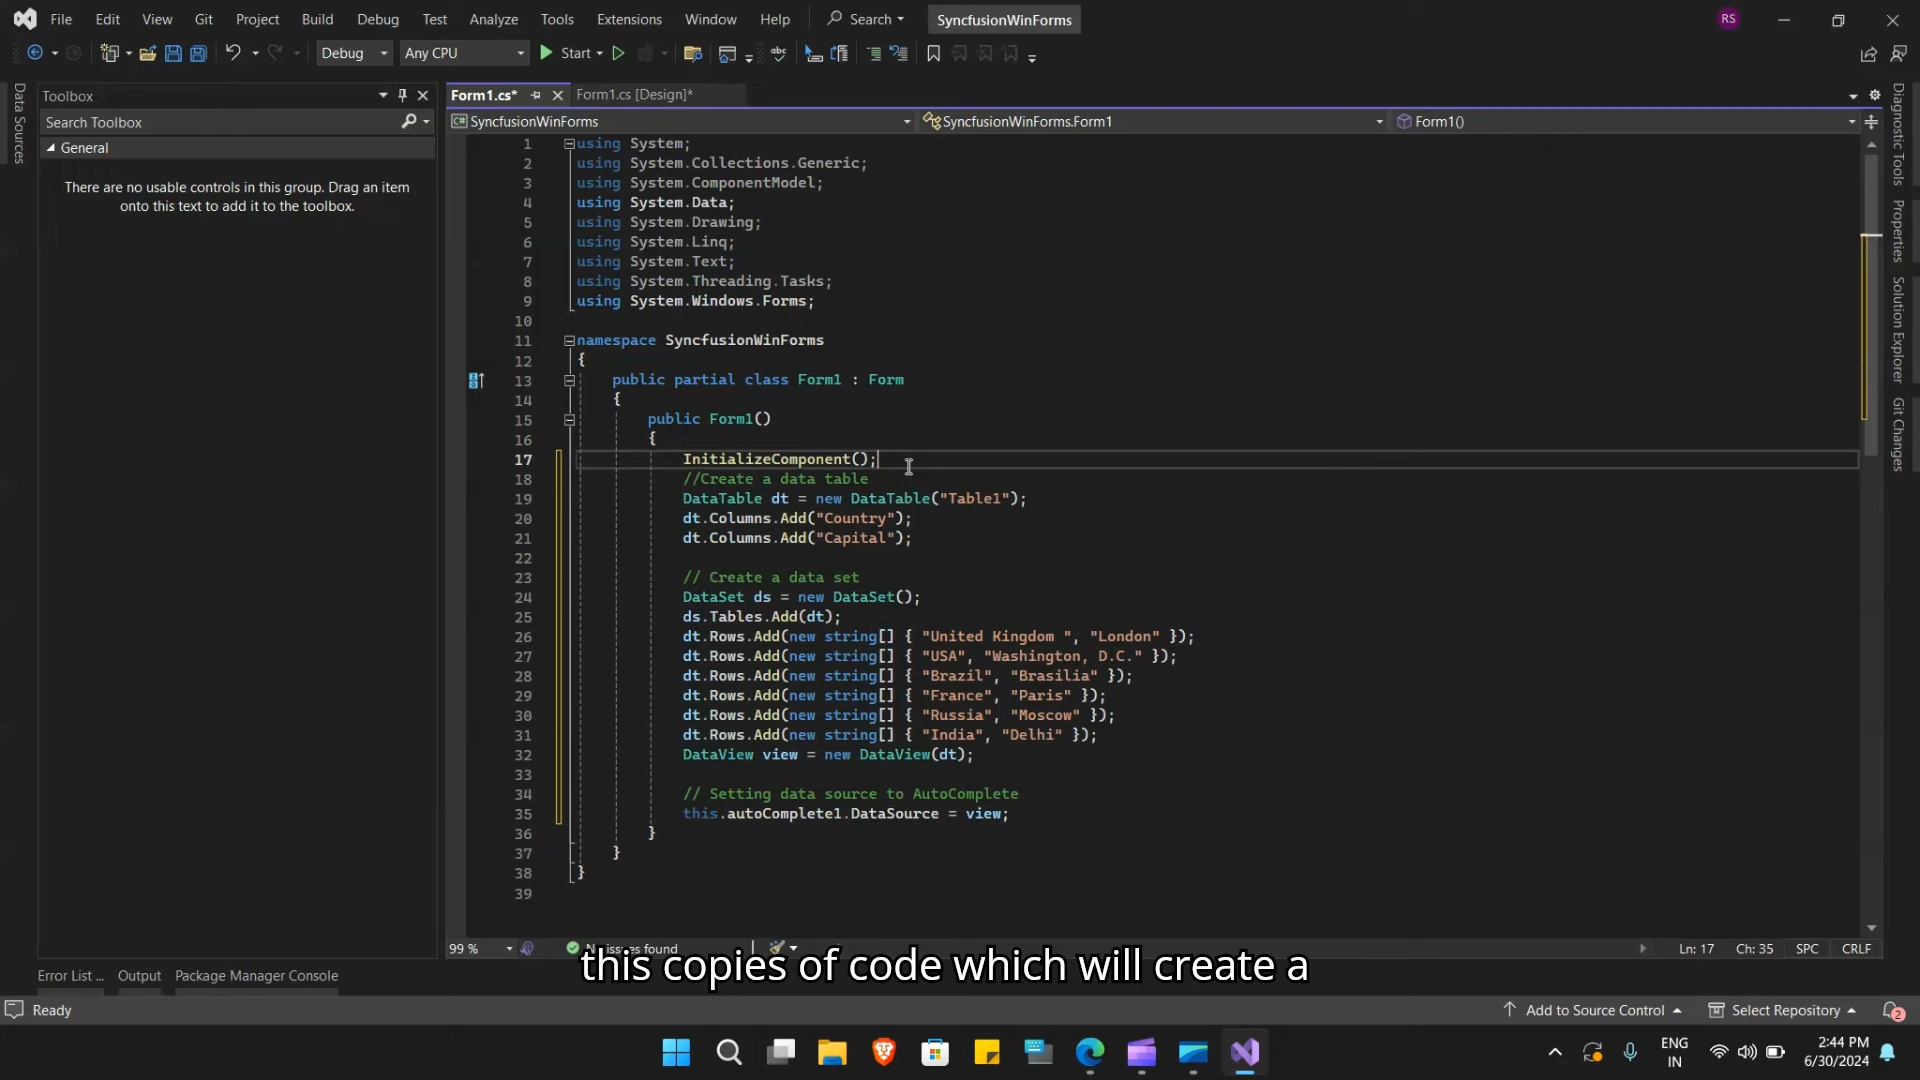 File Edit View Git Project Build Debug Test Analyze Tools Extensions Window Help Search SyncfusionWinForms RS
Debug Any CPU Start
Data Sources
Toolbox
Search Toolbox
General
There are no usable controls in this group. Drag an item
onto this text to add it to the toolbox.
Form1.cs* Form1.cs [Design]*
SyncfusionWinForms SyncfusionWinForms.Form1 Form1()
1 using System;
2 using System.Collections.Generic;
3 using System.ComponentModel;
4 using System.Data;
5 using System.Drawing;
6 using System.Linq;
7 using System.Text;
8 using System.Threading.Tasks;
9 using System.Windows.Forms;
10
11 namespace SyncfusionWinForms
12 {
13 public partial class Form1 : Form
14 {
15 public Form1()
16 {
17 InitializeComponent();
18 //Create a data table
19 DataTable dt = new DataTable("Table1");
20 dt.Columns.Add("Country");
21 dt.Columns.Add("Capital");
22
23 // Create a data set
24 DataSet ds = new DataSet();
25 ds.Tables.Add(dt);
26 dt.Rows.Add(new string[] { "United Kingdom ", "London" });
27 dt.Rows.Add(new string[] { "USA", "Washington, D.C." });
28 dt.Rows.Add(new string[] { "Brazil", "Brasilia" });
29 dt.Rows.Add(new string[] { "France", "Paris" });
30 dt.Rows.Add(new string[] { "Russia", "Moscow" });
31 dt.Rows.Add(new string[] { "India", "Delhi" });
32 DataView view = new DataView(dt);
33
34 // Setting data source to AutoComplete
35 this.autoComplete1.DataSource = view;
36 }
37 }
38 }
39
Diagnostic Tools
Properties
Solution Explorer
Git Changes
99 % No issues found Ln: 17 Ch: 35 SPC CRLF
this copies of code which will create a
Error List ... Output Package Manager Console
Ready Add to Source Control Select Repository 2
ENG
IN
2:44 PM
6/30/2024